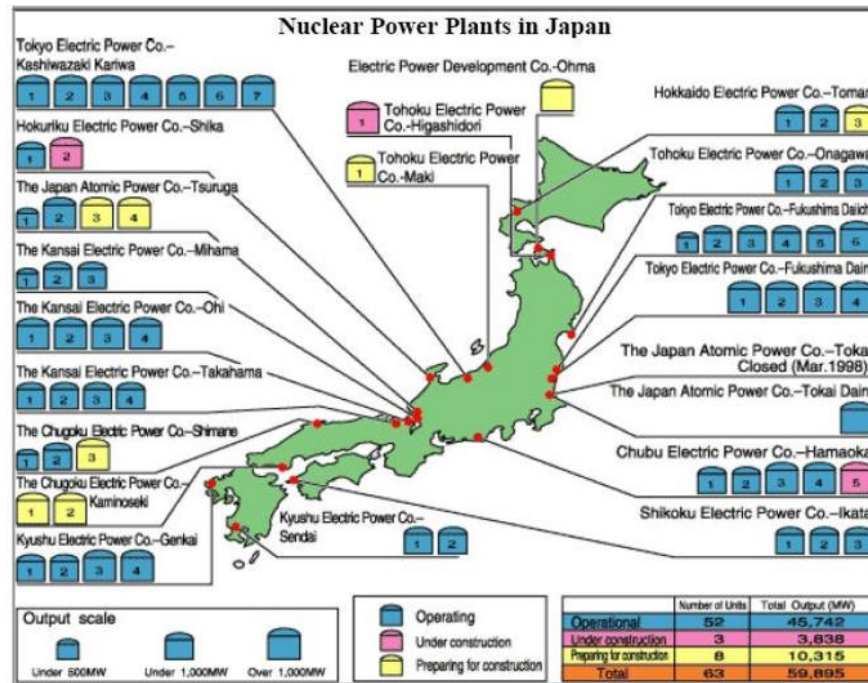 Nuclear Power Plants in Japan
Tokyo Electric Power Co.–
Kashiwazaki Kariwa
1 2 3 4 5 6 7
Hokuriku Electric Power Co.–Shika
1 2
The Japan Atomic Power Co.–Tsuruga
1 2 3 4
The Kansai Electric Power Co.–Mihama
1 2 3
The Kansai Electric Power Co.–Ohi
1 2 3 4
The Kansai Electric Power Co.–Takahama
1 2 3 4
The Chugoku Electric Power Co.–Shimane
1 2 3
The Chugoku Electric Power Co.–
Kaminoseki
1 2
Kyushu Electric Power Co.–Genkai
1 2 3 4
Electric Power Development Co.-Ohma
1 Tohoku Electric Power
Co.-Higashidori
1 Tohoku Electric Power
Co.-Maki
Kyushu Electric Power Co.–
Sendai
1 2
Hokkaido Electric Power Co.–Tomar
1 2 3
Tohoku Electric Power Co.–Onagawa
1 2 3
Tokyo Electric Power Co.–Fukushima Daiich
1 2 3 4 5 6
Tokyo Electric Power Co.–Fukushima Daini
1 2 3 4
The Japan Atomic Power Co.–Tokai
Closed (Mar.1998)
The Japan Atomic Power Co.–Tokai Daini
Chubu Electric Power Co.–Hamaoka
1 2 3 4 5
Shikoku Electric Power Co.–Ikata
1 2 3
Output scale
Under 500MW Under 1,000MW Over 1,000MW
Operating
Under construction
Preparing for construction
Number of Units Total Output (MW)
Operational 52 45,742
Under construction 3 3,838
Preparing for construction 8 10,315
Total 63 59,895